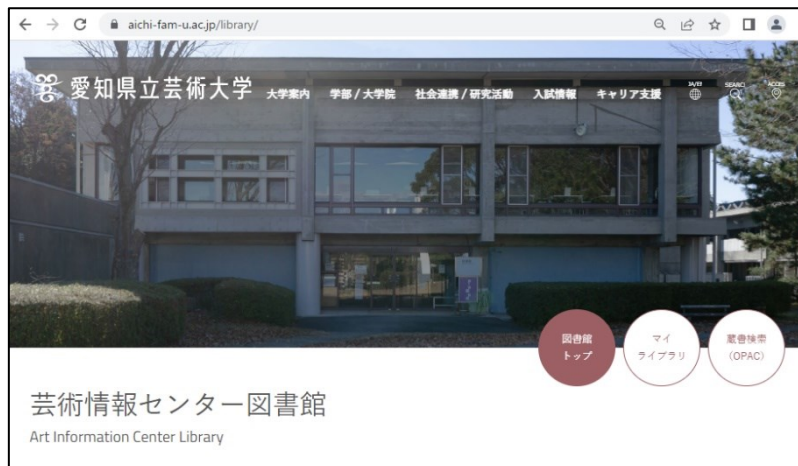 aichi-fam-u.ac.jp/library/
愛知県立芸術大学 大学案内 学部 / 大学院 社会連携 / 研究活動 入試情報 キャリア支援 JA/EN SEARCH ACCESS
図書館
トップ
マイ
ライブラリ
蔵書検索
(OPAC)
芸術情報センター図書館
Art Information Center Library